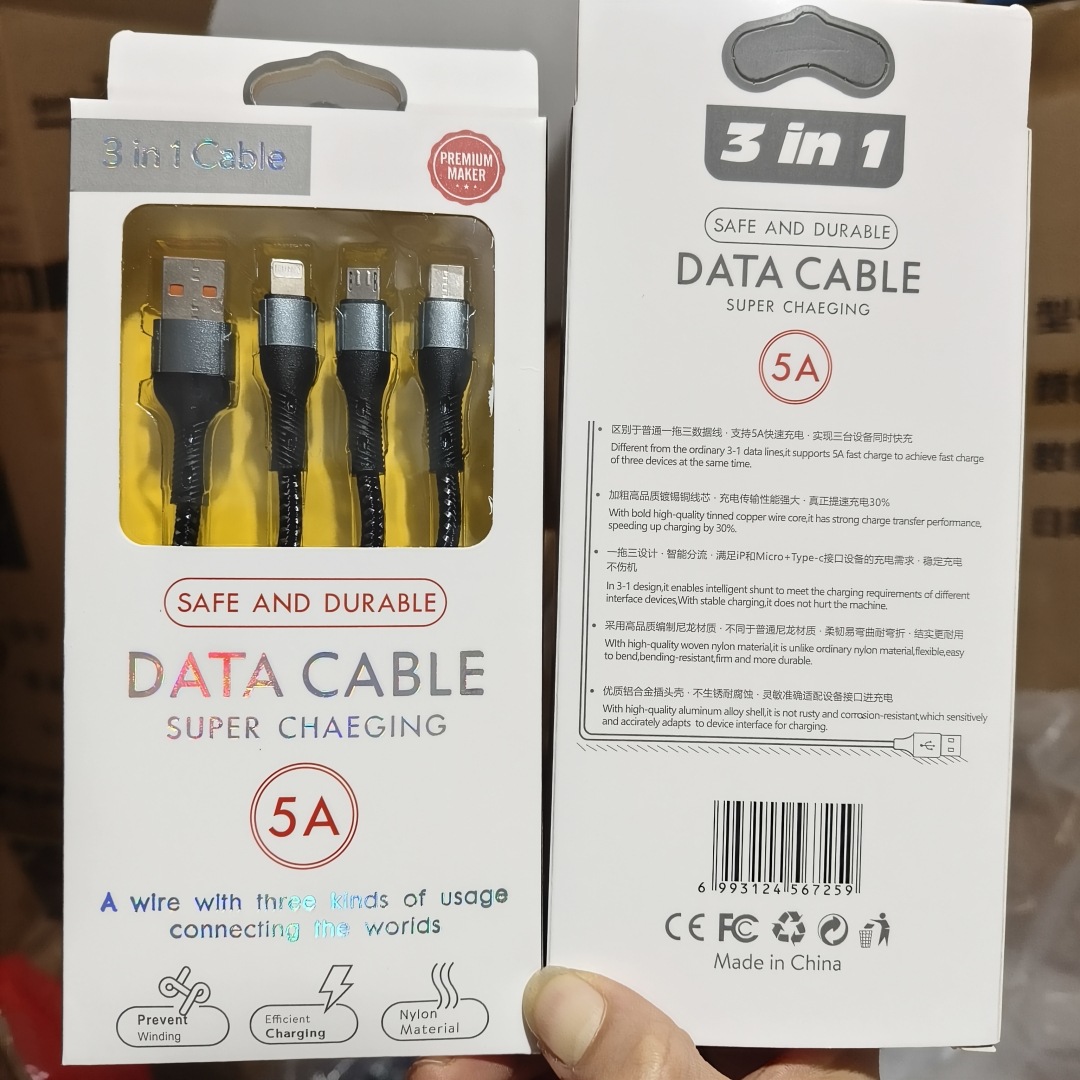 3 in 1 Cable
PREMIUM
MAKER
SAFE AND DURABLE
DATA CABLE
SUPER CHAEGING
5A
A wire with three kinds of usage
connecting the worlds
Prevent
Winding
Efficient
Charging
Nylon
Material
3 in 1
SAFE AND DURABLE
DATA CABLE
SUPER CHAEGING
5A
区别于普通一拖三数据线·支持5A快速充电·实现三台设备同时快充
Different from the ordinary 3-1 data lines,it supports 5A fast charge to achieve fast charge
of three devices at the same time.
加粗高品质镀锡铜线芯·充电传输性能强大·真正提速充电30%
With bold high-quality tinned copper wire core,it has strong charge transfer performance,
speeding up charging by 30%.
一拖三设计·智能分流·满足iP和Micro+Type-c接口设备的充电需求·稳定充电
不伤机
In 3-1 design,it enables intelligent shunt to meet the charging requirements of different
interface devices,With stable charging,it does not hurt the machine.
采用高品质编制尼龙材质·不同于普通尼龙材质·柔韧易弯曲耐弯折·结实更耐用
WIth high-quality woven nylon material,it is unlike ordinary nylon material,flexible,easy
to bend,bending-resistant,firm and more durable.
优质铝合金插头壳·不生锈耐腐蚀·灵敏准确适配设备接口进充电
With high-quality aluminum alloy shell,it is not rusty and corrosion-resistant,which sensitively
and accirately adapts to device interface for charging.
6 993124 567259
CE FC
Made in China